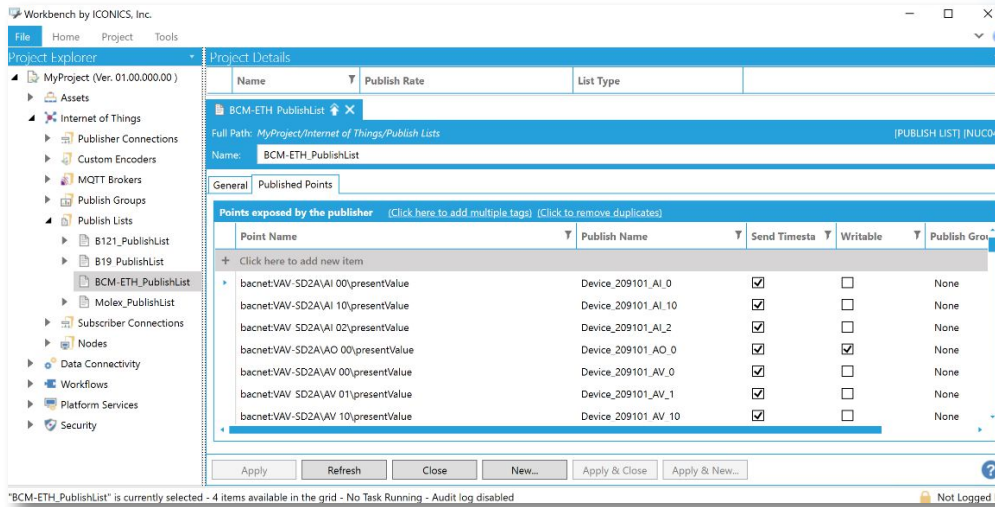 Workbench by ICONICS, Inc.
File Home Project Tools
Project Explorer
MyProject (Ver. 01.00.000.00 )
Assets
Internet of Things
Publisher Connections
Custom Encoders
MQTT Brokers
Publish Groups
Publish Lists
B121_PublishList
B19 PublishList
BCM-ETH_PublishList
Molex_PublishList
Subscriber Connections
Nodes
Data Connectivity
Workflows
Platform Services
Security
Project Details
Name Publish Rate List Type
BCM-ETH PublishList
Full Path: MyProject/Internet of Things/Publish Lists [PUBLISH LIST] [NUC04
Name: BCM-ETH_PublishList
General Published Points
Points exposed by the publisher (Click here to add multiple tags) (Click to remove duplicates)
Point Name Publish Name Send Timesta Writable Publish Grou
+ Click here to add new item
bacnet:VAV-SD2A\AI 00\presentValue Device_209101_AI_0 None
bacnet:VAV SD2A\AI 10\presentValue Device_209101_AI_10 None
bacnet:VAV-SD2A\AI 02\presentValue Device_209101_AI_2 None
bacnet:VAV-SD2A\AO 00\presentValue Device_209101_AO_0 None
bacnet:VAV-SD2A\AV 00\presentValue Device_209101_AV_0 None
bacnet:VAV SD2A\AV 01\presentValue Device_209101_AV_1 None
bacnet:VAV-SD2A\AV 10\presentValue Device 209101 AV 10 None
Apply Refresh Close New... Apply & Close Apply & New... ?
"BCM-ETH_PublishList" is currently selected - 4 items available in the grid - No Task Running - Audit log disabled Not Logged